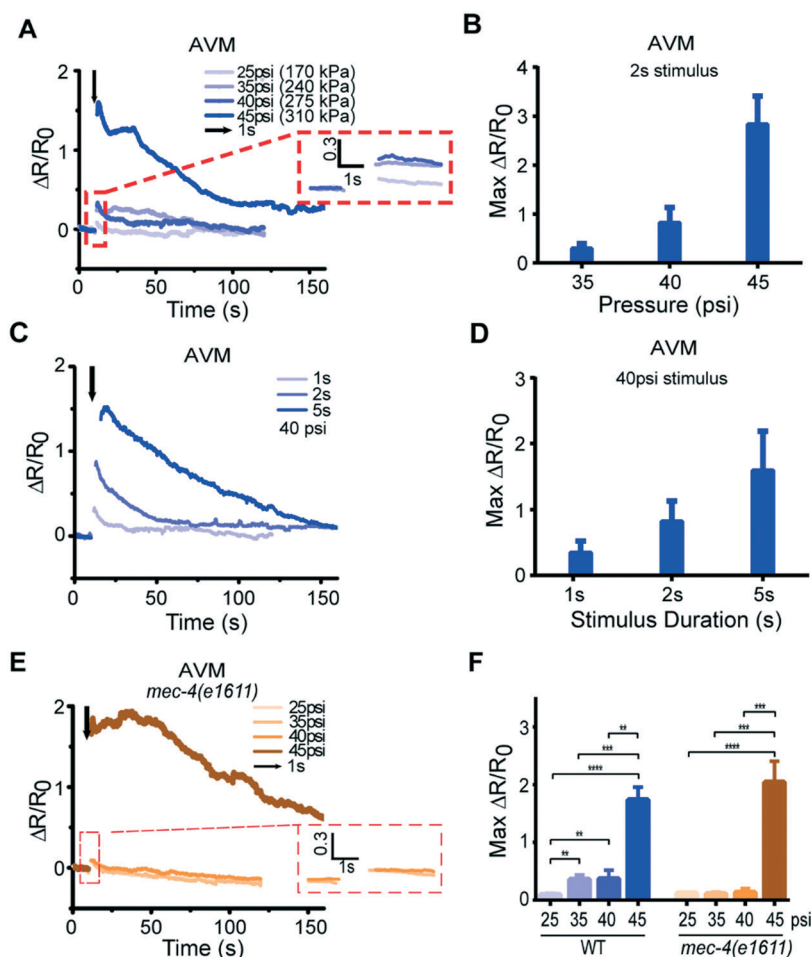 A
AVM
25psi (170 kPa)
35psi (240 kPa)
40psi (275 kPa)
45psi (310 kPa)
1s
2
1
0
ΔR/R0
0.3
1s
0 50 100 150
Time (s)
B
AVM
2s stimulus
4
3
2
1
0
Max ΔR/R0
35 40 45
Pressure (psi)
C
AVM
1s
2s
5s
40 psi
2
1
0
ΔR/R0
0 50 100 150
Time (s)
D
AVM
40psi stimulus
3
2
1
0
Max ΔR/R0
1s 2s 5s
Stimulus Duration (s)
E
AVM
mec-4(e1611)
25psi
35psi
40psi
45psi
1s
2
1
0
ΔR/R0
0.3
1s
0 50 100 150
Time (s)
F
3
2
1
0
Max ΔR/R0
**
***
****
**
**
***
***
****
25 35 40 45 25 35 40 45 psi
WT mec-4(e1611)